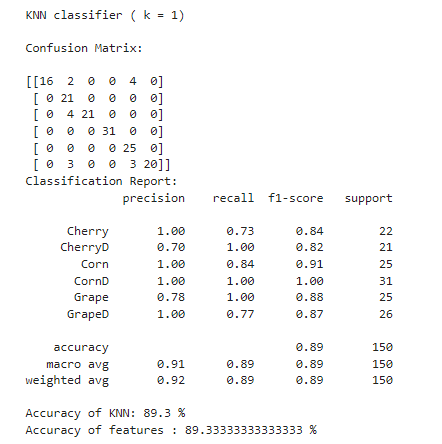 KNN classifier ( k = 1)
Confusion Matrix:
[[16 2 0 0 4 0]
[ 0 21 0 0 0 0]
[ 0 4 21 0 0 0]
[ 0 0 0 31 0 0]
[ 0 0 0 0 25 0]
[ 0 3 0 0 3 20]]
Classification Report:
precision recall f1-score support
Cherry 1.00 0.73 0.84 22
CherryD 0.70 1.00 0.82 21
Corn 1.00 0.84 0.91 25
CornD 1.00 1.00 1.00 31
Grape 0.78 1.00 0.88 25
GrapeD 1.00 0.77 0.87 26
accuracy 0.89 150
macro avg 0.91 0.89 0.89 150
weighted avg 0.92 0.89 0.89 150
Accuracy of KNN: 89.3 %
Accuracy of features : 89.33333333333333 %